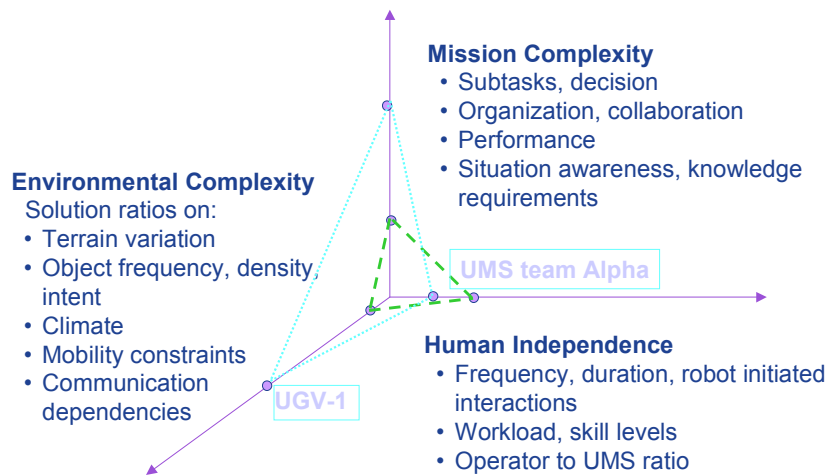 Mission Complexity
• Subtasks, decision
• Organization, collaboration
• Performance
• Situation awareness, knowledge
requirements
Environmental Complexity
Solution ratios on:
• Terrain variation
• Object frequency, density,
intent
• Climate
• Mobility constraints
• Communication
dependencies
UMS team Alpha
UGV-1
Human Independence
• Frequency, duration, robot initiated
interactions
• Workload, skill levels
• Operator to UMS ratio